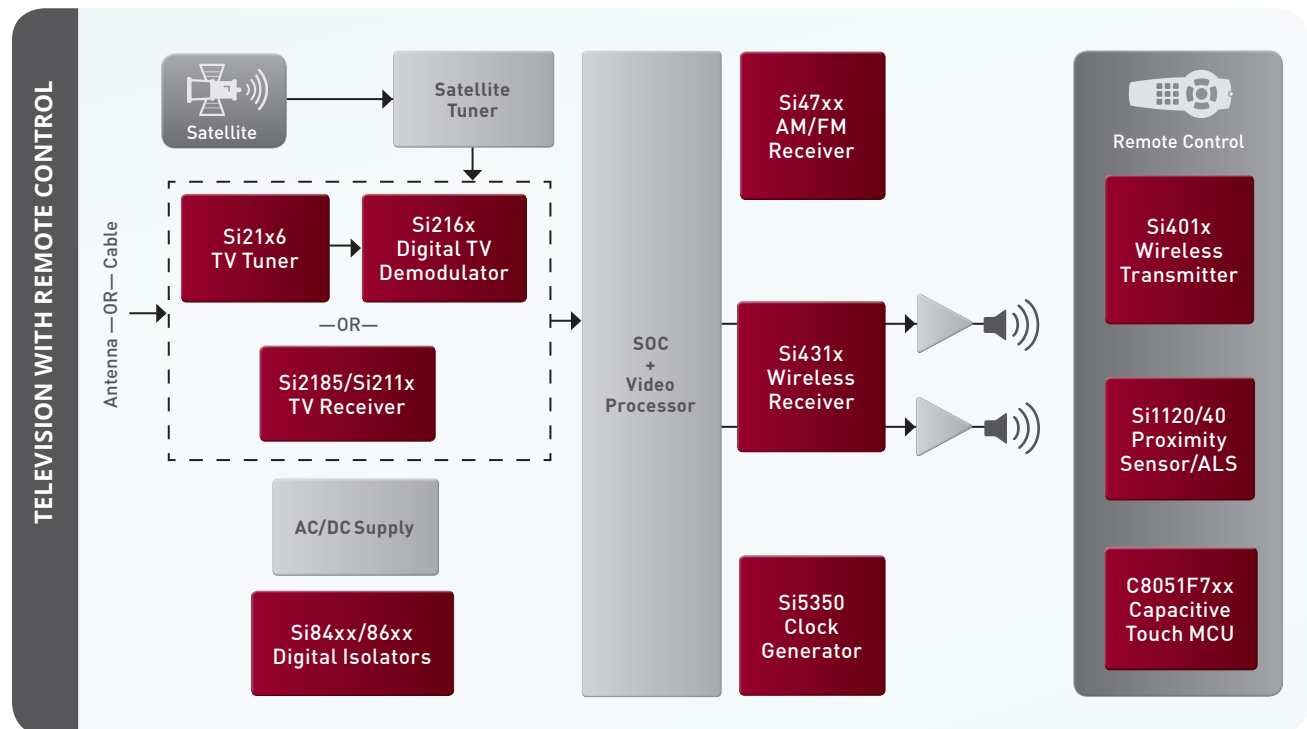 TELEVISION WITH REMOTE CONTROL
Satellite
Satellite
Tuner
Antenna —OR— Cable
Si21x6
TV Tuner
Si216x
Digital TV
Demodulator
—OR—
Si2185/Si211x
TV Receiver
AC/DC Supply
Si84xx/86xx
Digital Isolators
SOC
+
Video
Processor
Si47xx
AM/FM
Receiver
Si431x
Wireless
Receiver
Si5350
Clock
Generator
Remote Control
Si401x
Wireless
Transmitter
Si1120/40
Proximity
Sensor/ALS
C8051F7xx
Capacitive
Touch MCU